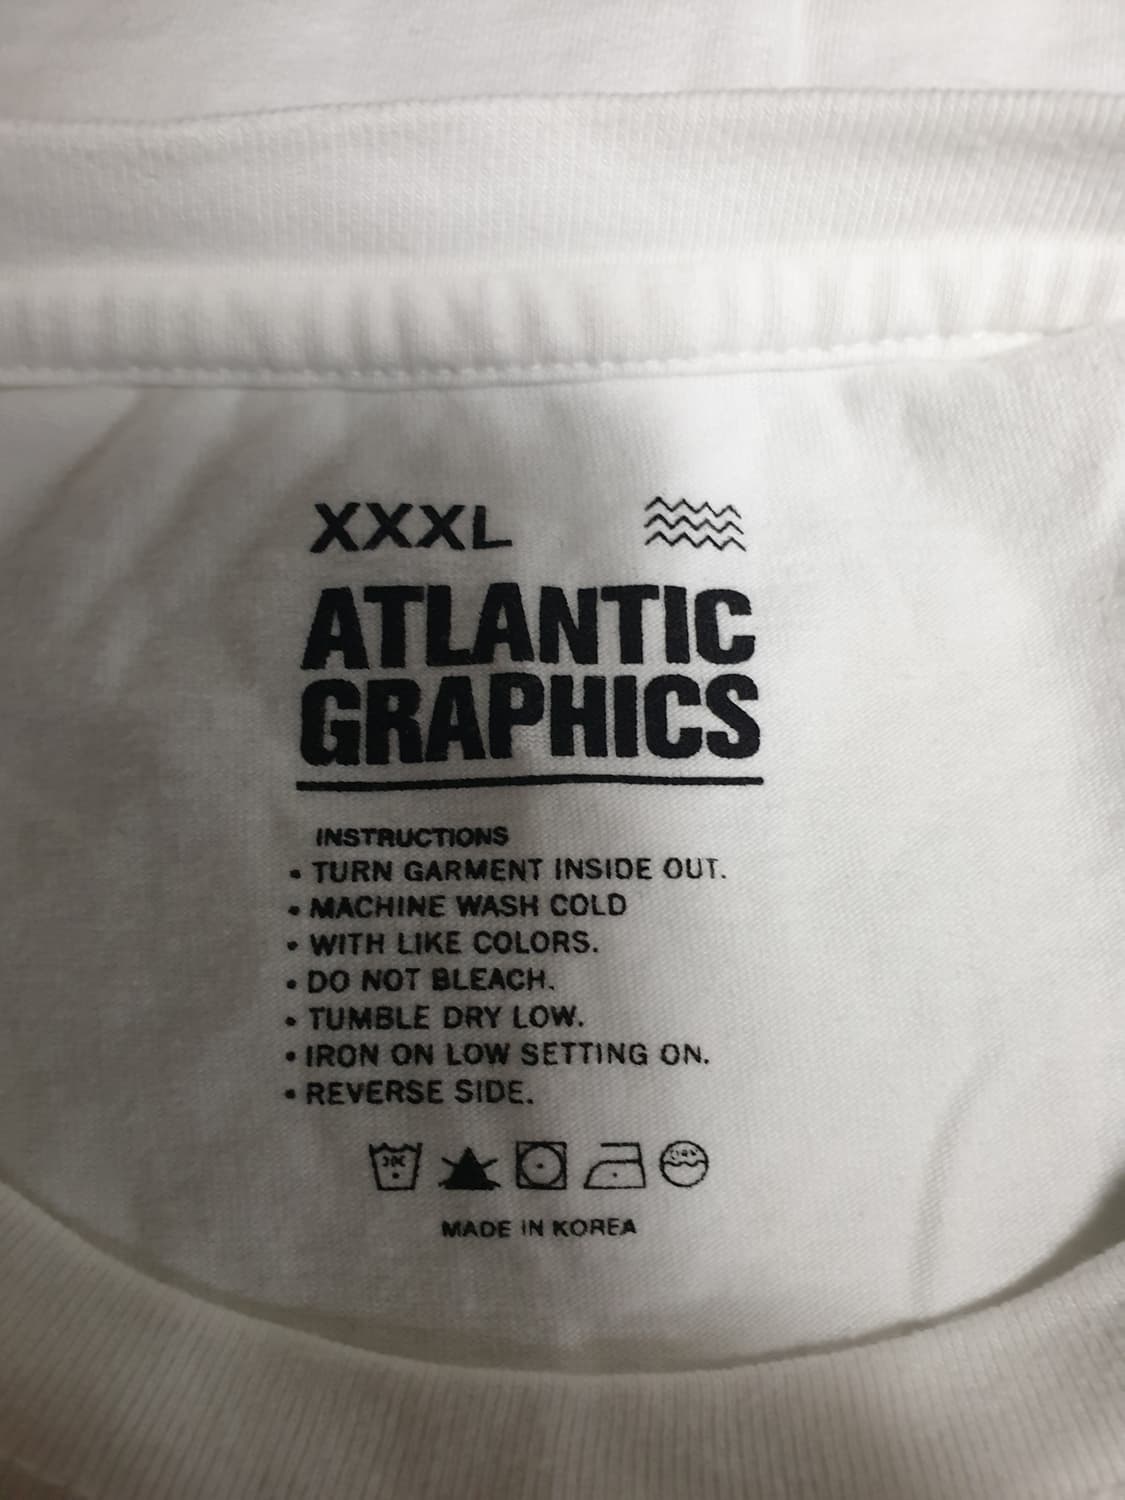 XXXL
ATLANTIC
GRAPHICS
INSTRUCTIONS
• TURN GARMENT INSIDE OUT.
• MACHINE WASH COLD
• WITH LIKE COLORS.
• DO NOT BLEACH.
• TUMBLE DRY LOW.
• IRON ON LOW SETTING ON.
• REVERSE SIDE.
MADE IN KOREA